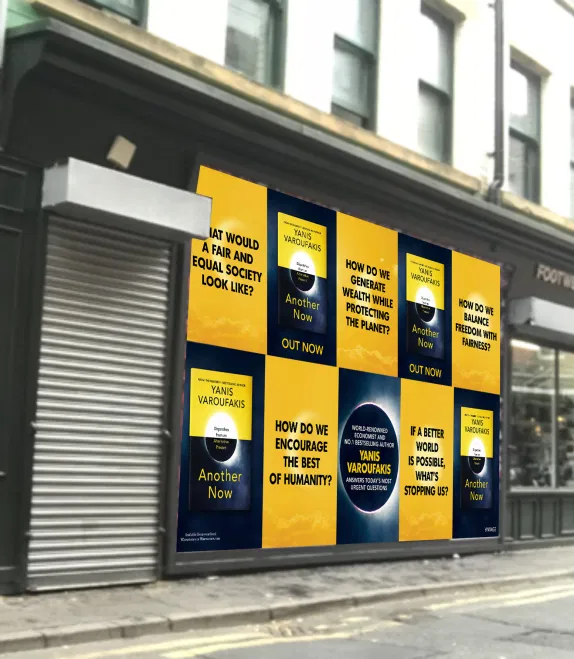 HAT WOULD
A FAIR AND
EQUAL SOCIETY
LOOK LIKE?
YANIS
VAROUFAKIS
Another
Now
OUT NOW
HOW DO WE
GENERATE
WEALTH WHILE
PROTECTING
THE PLANET?
YANIS
VAROUFAKIS
Another
Now
OUT NOW
HOW DO WE
BALANCE
FREEDOM WITH
FAIRNESS?
FOOTWE
YANIS
VAROUFAKIS
Another
Now
HOW DO WE
ENCOURAGE
THE BEST
OF HUMANITY?
WORLD-RENOWNED
ECONOMIST AND
NO.1 BESTSELLING AUTHOR
YANIS
VAROUFAKIS
ANSWERS TODAY'S MOST
URGENT QUESTIONS
IF A BETTER
WORLD
IS POSSIBLE,
WHAT'S
STOPPING US?
YANIS
VAROUFAKIS
Another
Now
VINTAGE